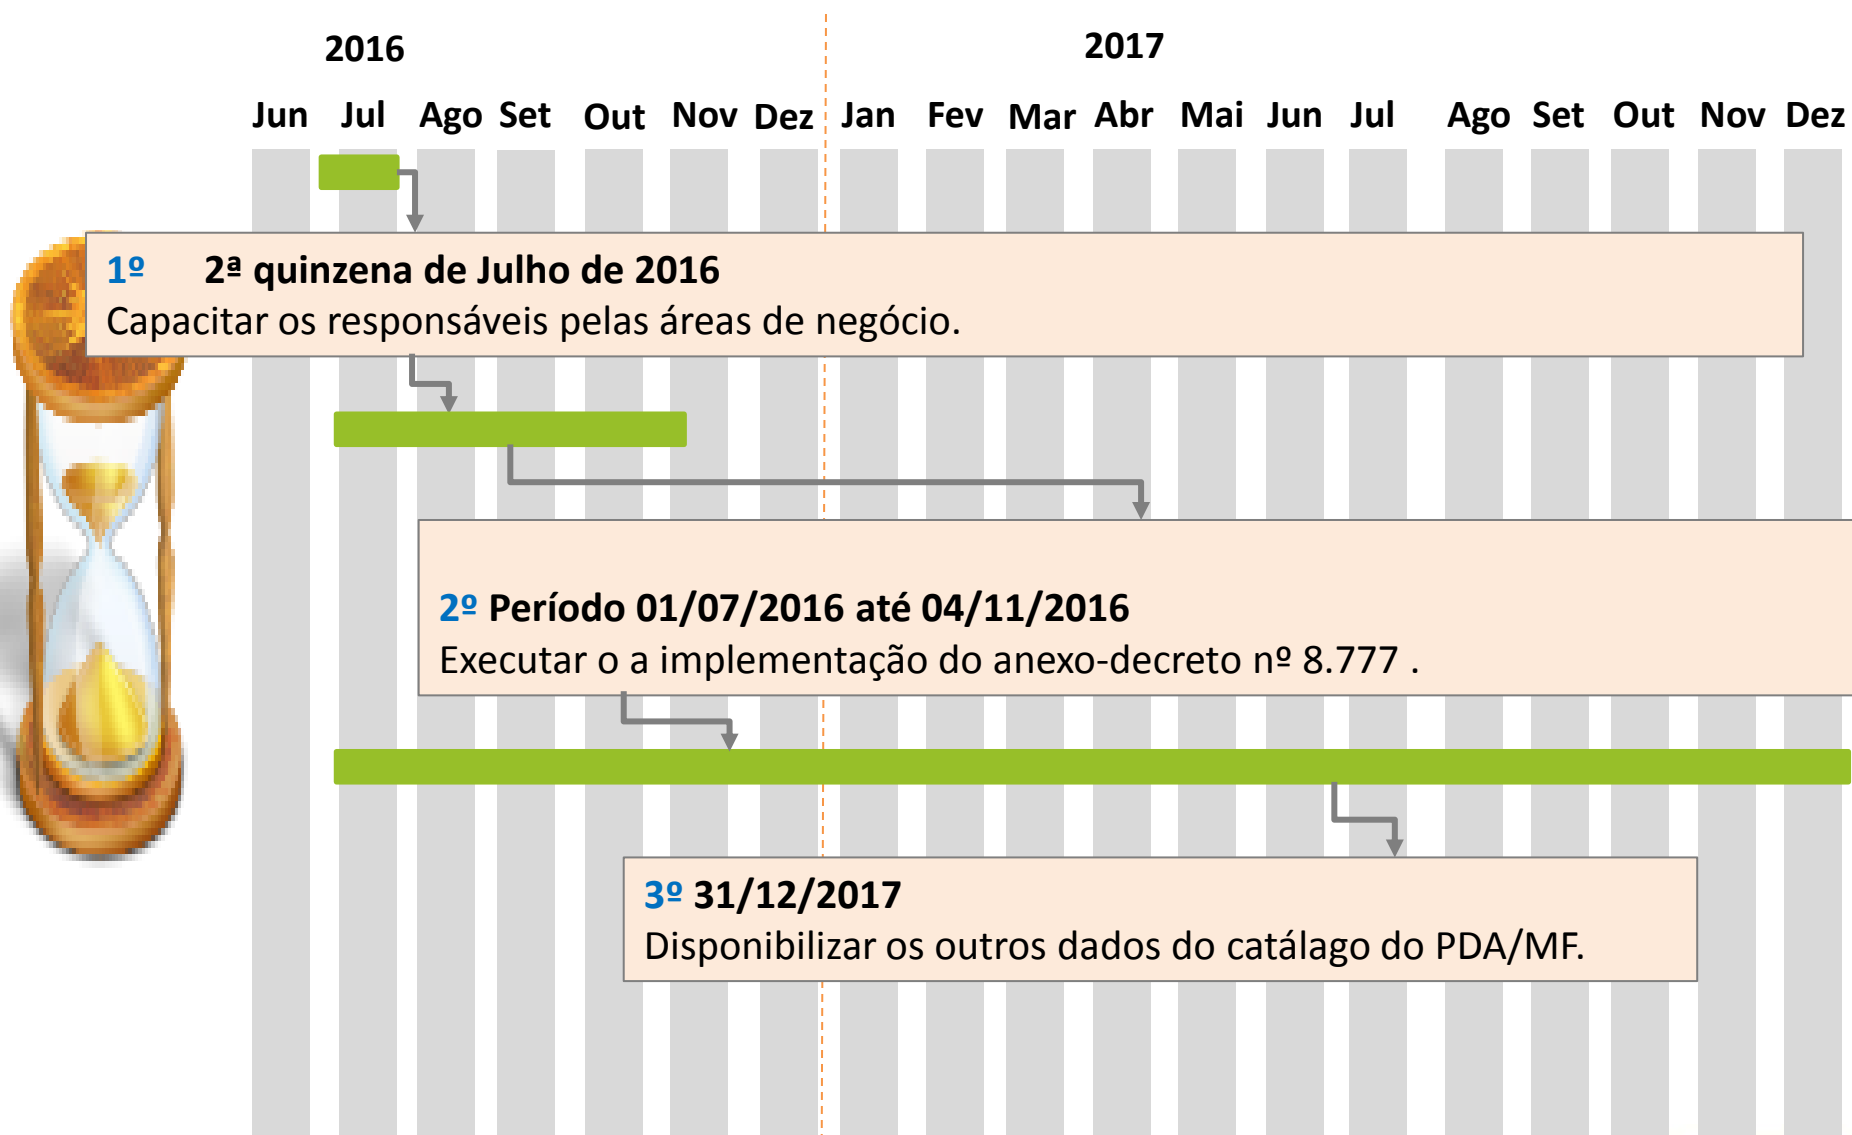 2016 2017
Jun Jul Ago Set Out Nov Dez Jan Fev Mar Abr Mai Jun Jul Ago Set Out Nov Dez
1º 2ª quinzena de Julho de 2016
Capacitar os responsáveis pelas áreas de negócio.
2º Período 01/07/2016 até 04/11/2016
Executar o a implementação do anexo-decreto nº 8.777 .
3º 31/12/2017
Disponibilizar os outros dados do catálago do PDA/MF.